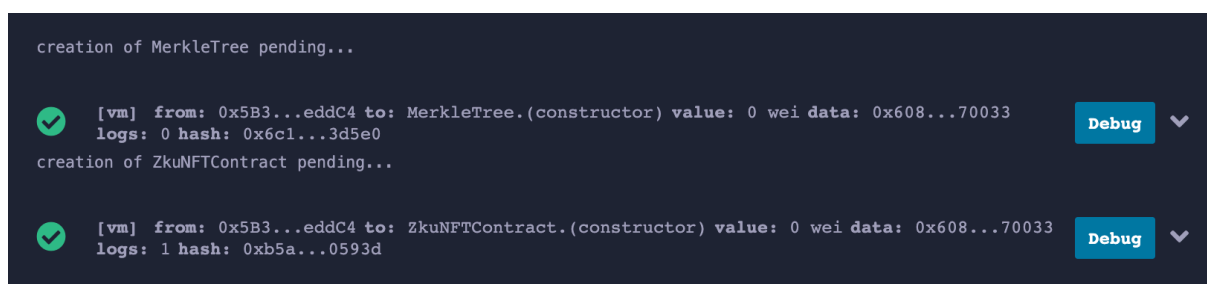 creation of MerkleTree pending...
[vm] from: 0x5B3...eddC4 to: MerkleTree.(constructor) value: 0 wei data: 0x608...70033
logs: 0 hash: 0x6c1...3d5e0
Debug
creation of ZkuNFTContract pending...
[vm] from: 0x5B3...eddC4 to: ZkuNFTContract.(constructor) value: 0 wei data: 0x608...70033
logs: 1 hash: 0xb5a...0593d
Debug